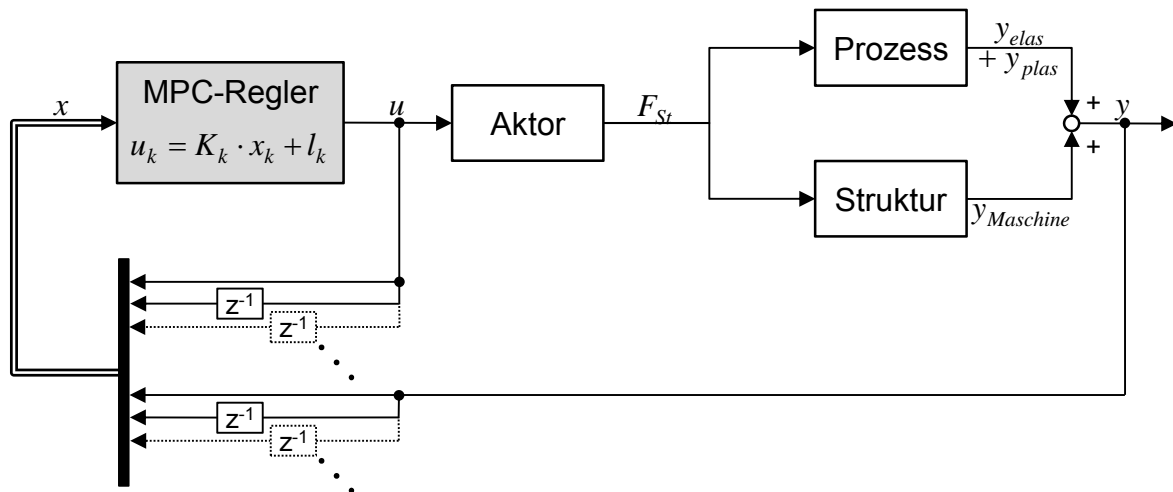 x
MPC-Regler
u_k = K_k · x_k + l_k
u
Aktor
F_St
Prozess
y_elas
+ y_plas
+
y
+
Struktur
y_Maschine
z⁻¹
z⁻¹
z⁻¹
z⁻¹